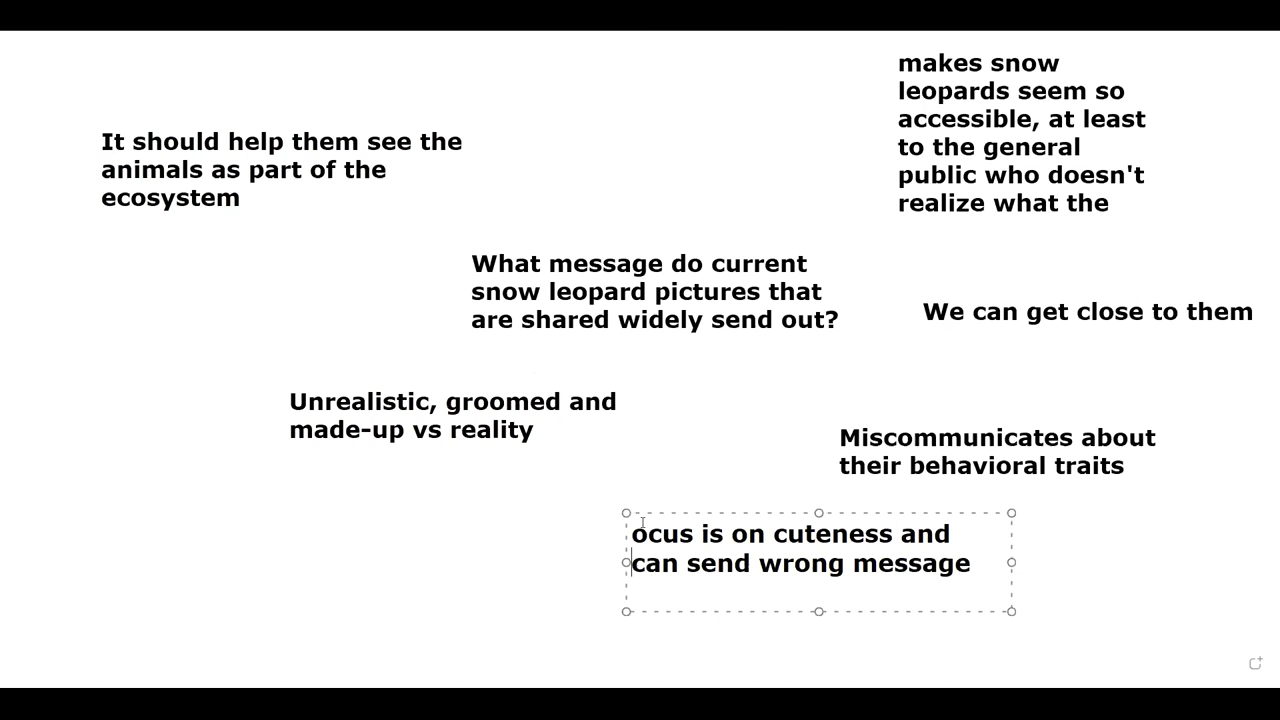 makes snow
leopards seem so
accessible, at least
to the general
public who doesn't
realize what the
It should help them see the
animals as part of the
ecosystem
What message do current
snow leopard pictures that
are shared widely send out?
We can get close to them
Unrealistic, groomed and
made-up vs reality
Miscommunicates about
their behavioral traits
ocus is on cuteness and
can send wrong message